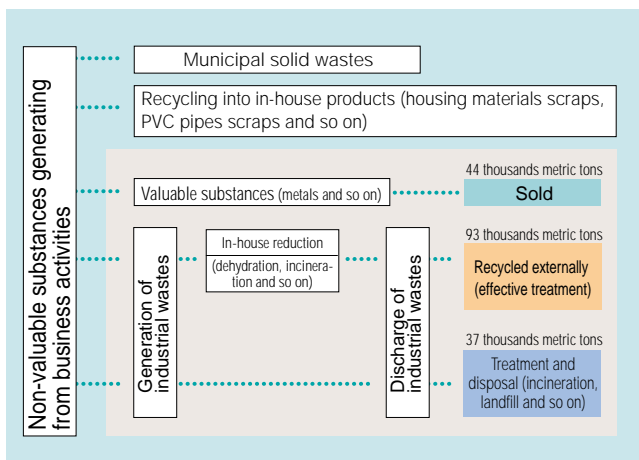 Non-valuable substances generating
from business activities
Municipal solid wastes
Recycling into in-house products (housing materials scraps,
PVC pipes scraps and so on)
44 thousands metric tons
Valuable substances (metals and so on)
Sold
Generation of
industrial wastes
In-house reduction
(dehydration, incinera-
tion and so on)
Discharge of
industrial wastes
93 thousands metric tons
Recycled externally
(effective treatment)
37 thousands metric tons
Treatment and
disposal (incineration,
landfill and so on)